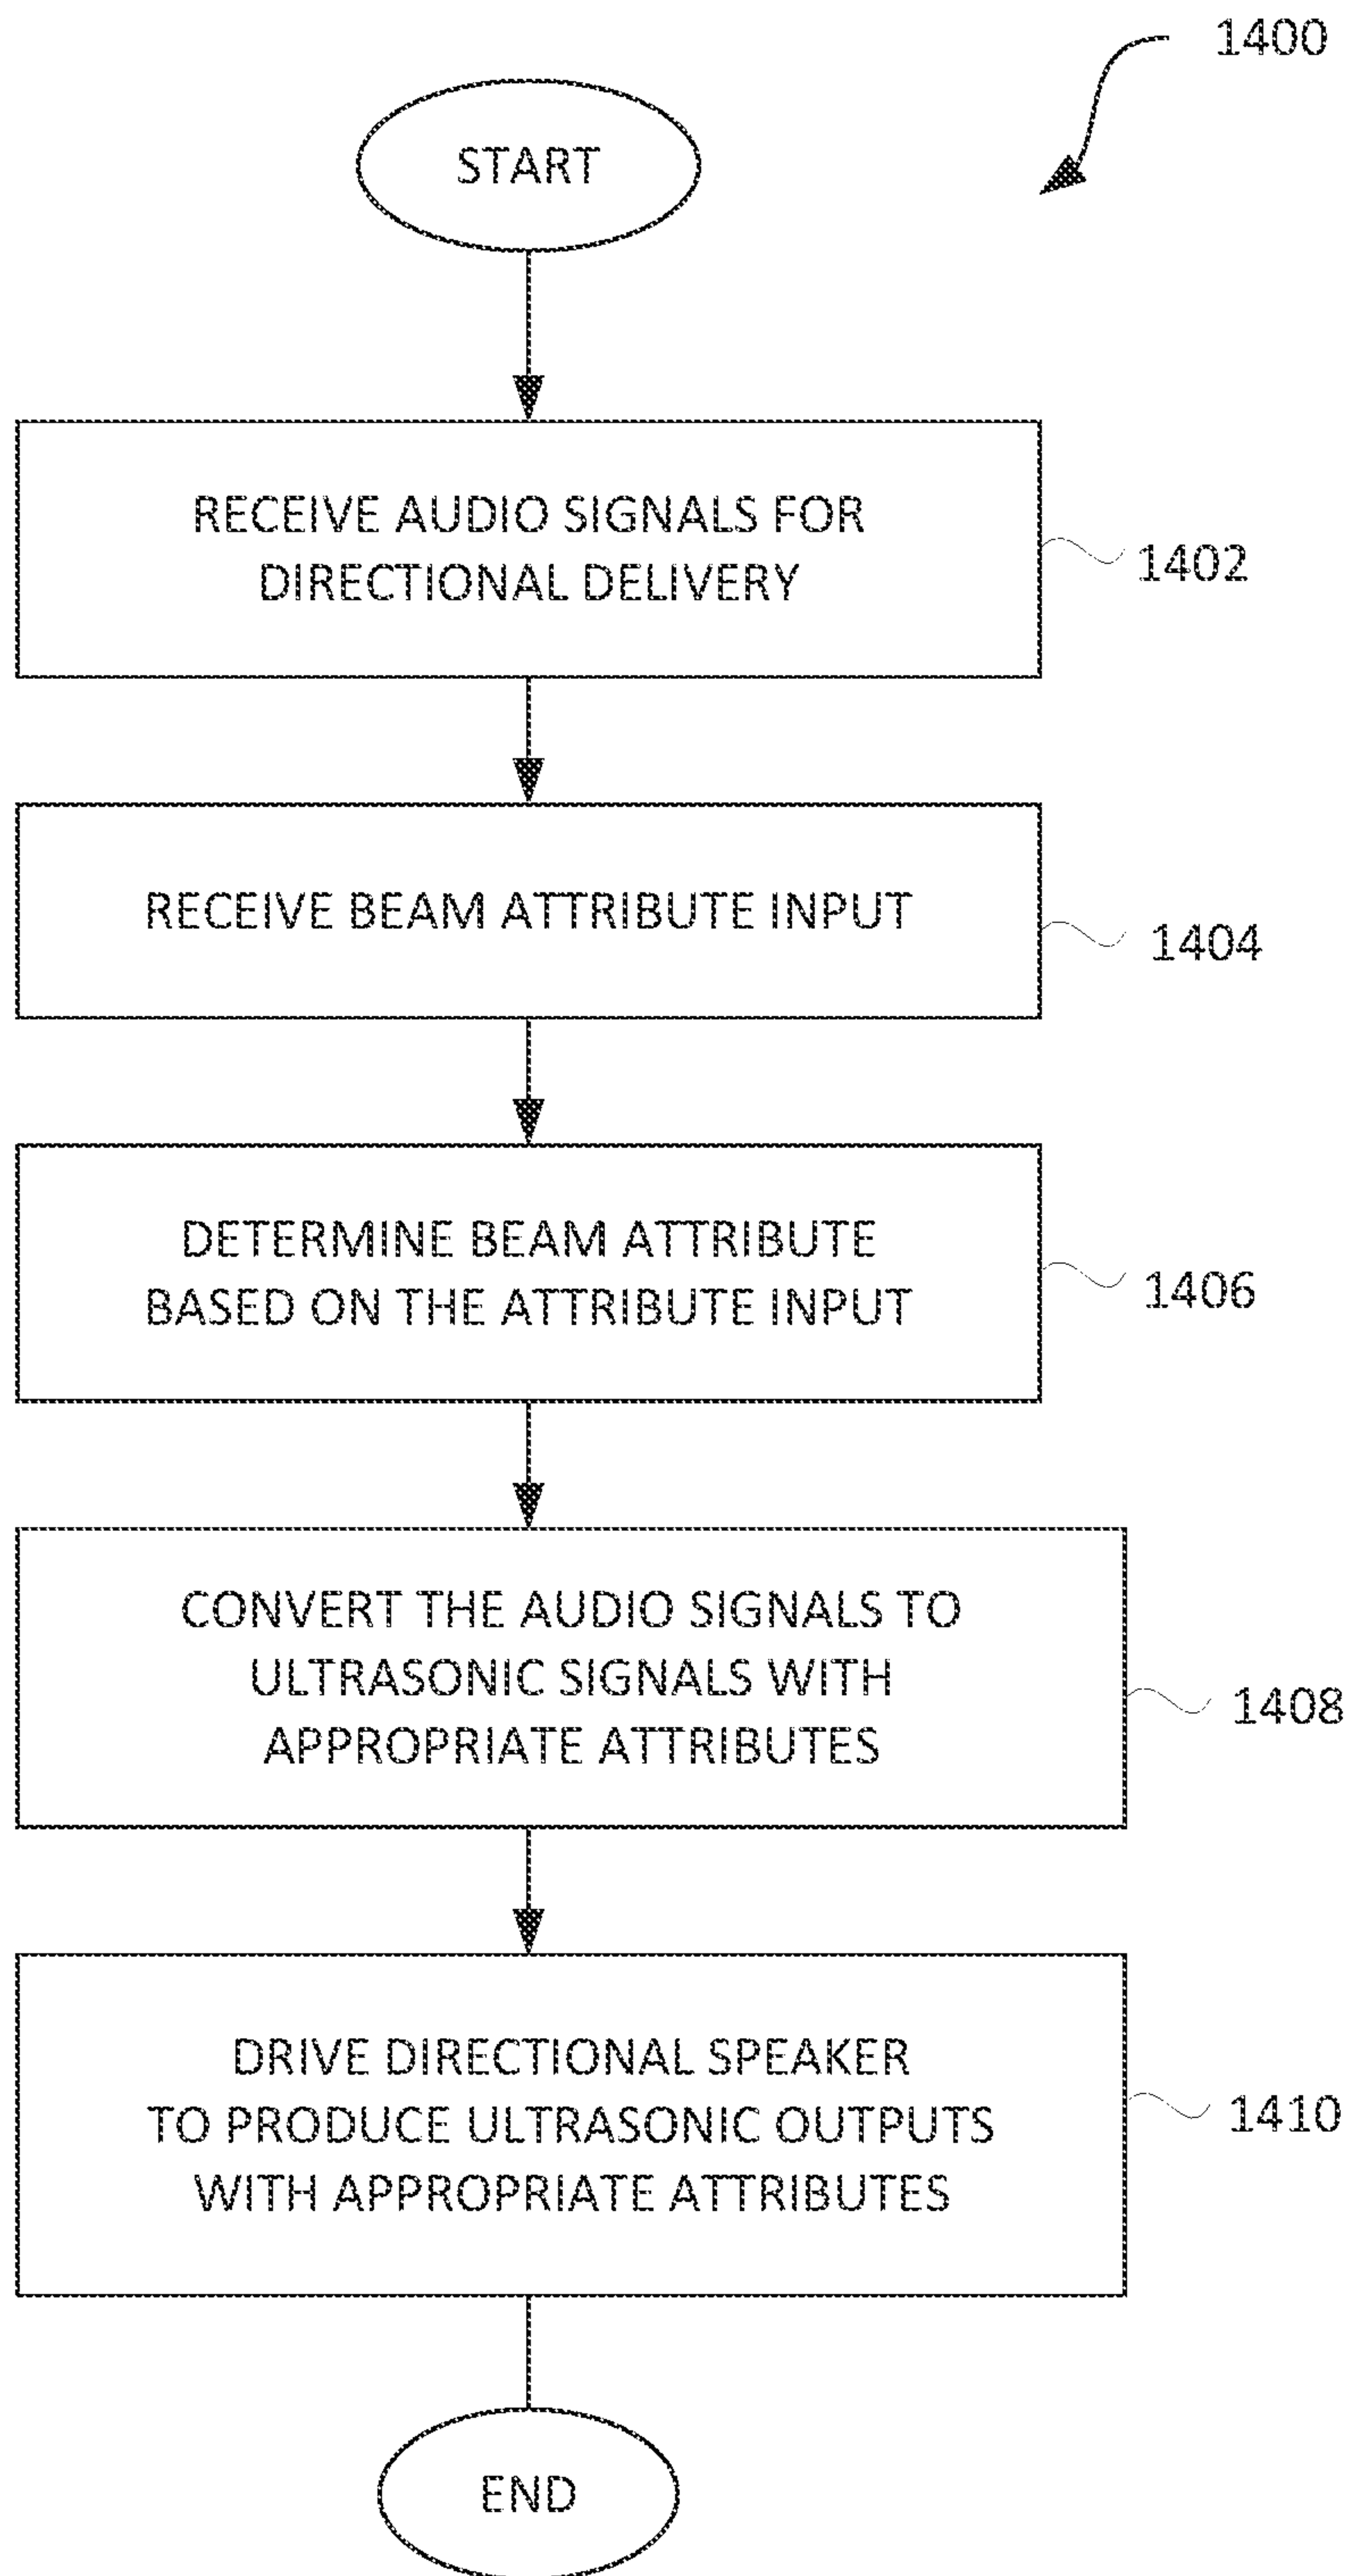 1400
START
RECEIVE AUDIO SIGNALS FOR
DIRECTIONAL DELIVERY
1402
RECEIVE BEAM ATTRIBUTE INPUT
1404
DETERMINE BEAM ATTRIBUTE
BASED ON THE ATTRIBUTE INPUT
1406
CONVERT THE AUDIO SIGNALS TO
ULTRASONIC SIGNALS WITH
APPROPRIATE ATTRIBUTES
1408
DRIVE DIRECTIONAL SPEAKER
TO PRODUCE ULTRASONIC OUTPUTS
WITH APPROPRIATE ATTRIBUTES
1410
END